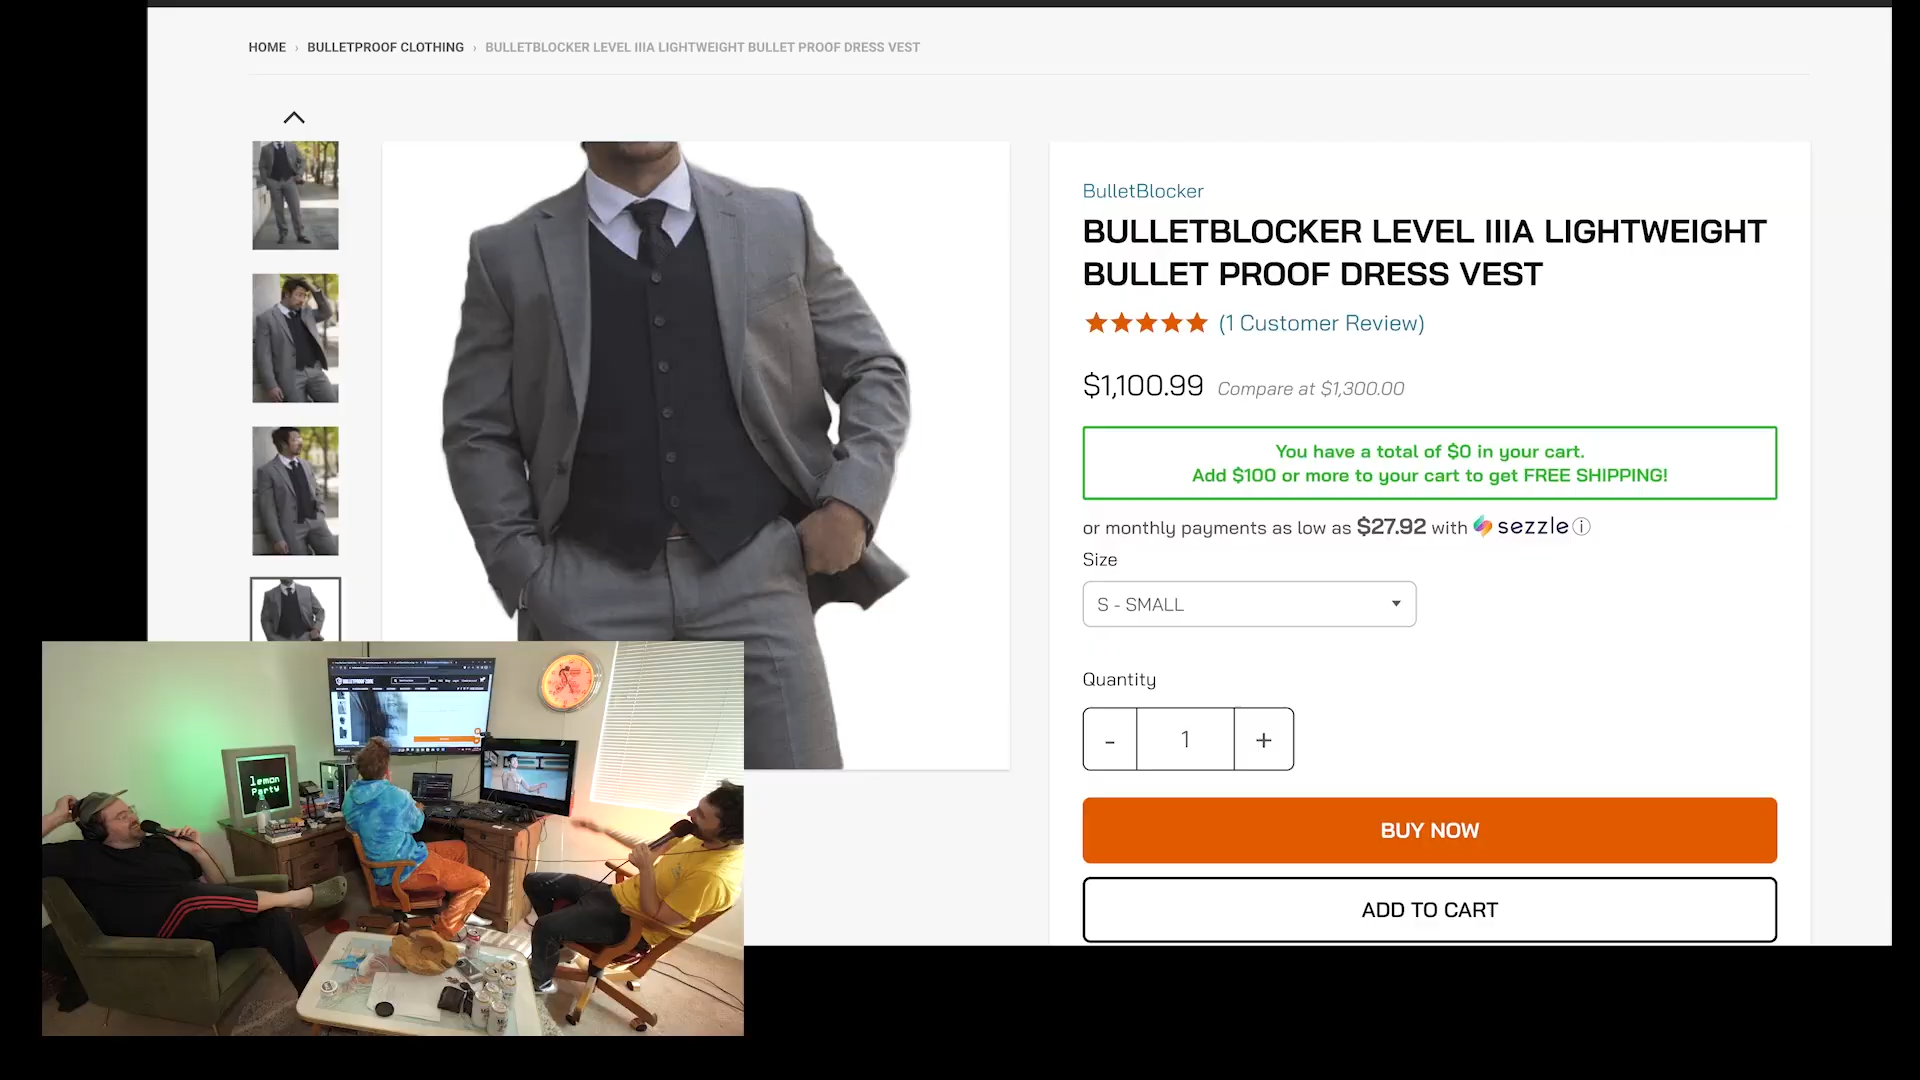 HOME › BULLETPROOF CLOTHING › BULLETBLOCKER LEVEL IIIA LIGHTWEIGHT BULLET PROOF DRESS VEST
BulletBlocker
BULLETBLOCKER LEVEL IIIA LIGHTWEIGHT
BULLET PROOF DRESS VEST
(1 Customer Review)
$1,100.99 Compare at $1,300.00
You have a total of $0 in your cart.
Add $100 or more to your cart to get FREE SHIPPING!
or monthly payments as low as $27.92 with sezzle
Size
S - SMALL
Quantity
- 1 +
BUY NOW
ADD TO CART
BULLETPROOF ZONE
lemon
Party